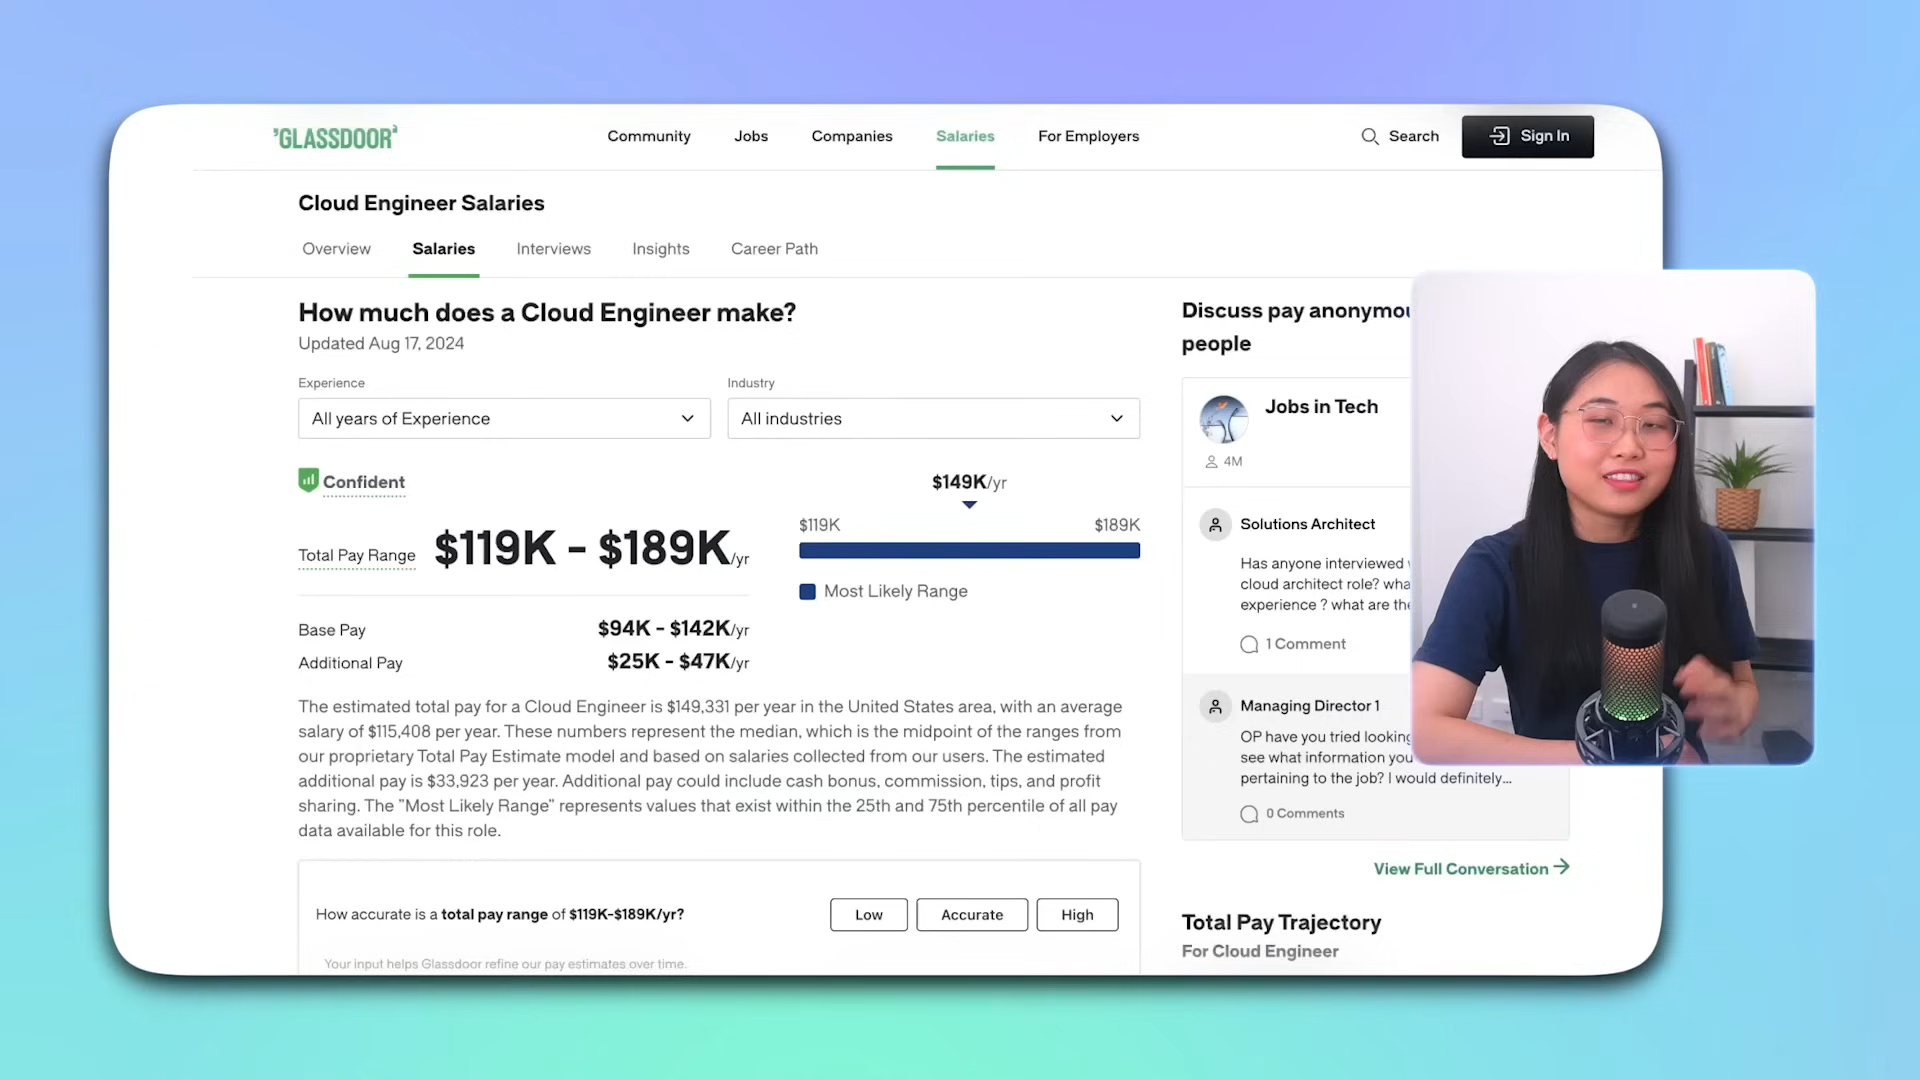 GLASSDOOR
Community
Jobs
Companies
Salaries
For Employers
Search
Sign In
Cloud Engineer Salaries
Overview
Salaries
Interviews
Insights
Career Path
How much does a Cloud Engineer make?
Updated Aug 17, 2024
Experience
Industry
All years of Experience
All industries
Confident
$149K/yr
$119K
$189K
Total Pay Range
$119K - $189K/yr
Most Likely Range
Base Pay
$94K - $142K/yr
Additional Pay
$25K - $47K/yr
The estimated total pay for a Cloud Engineer is $149,331 per year in the United States area, with an average
salary of $115,408 per year. These numbers represent the median, which is the midpoint of the ranges from
our proprietary Total Pay Estimate model and based on salaries collected from our users. The estimated
additional pay is $33,923 per year. Additional pay could include cash bonus, commission, tips, and profit
sharing. The "Most Likely Range" represents values that exist within the 25th and 75th percentile of all pay
data available for this role.
How accurate is a total pay range of $119K-$189K/yr?
Low
Accurate
High
Your input helps Glassdoor refine our pay estimates over time.
Discuss pay
people
Jobs in Tech
4M
Solutions Architect
Has anyone interviewed
cloud architect role?
experience ? what are
1 Comment
Managing Director 1
OP have you tried
see what information
pertaining to the job? I would definitely...
0 Comments
View Full Conversation
Total Pay Trajectory
For Cloud Engineer